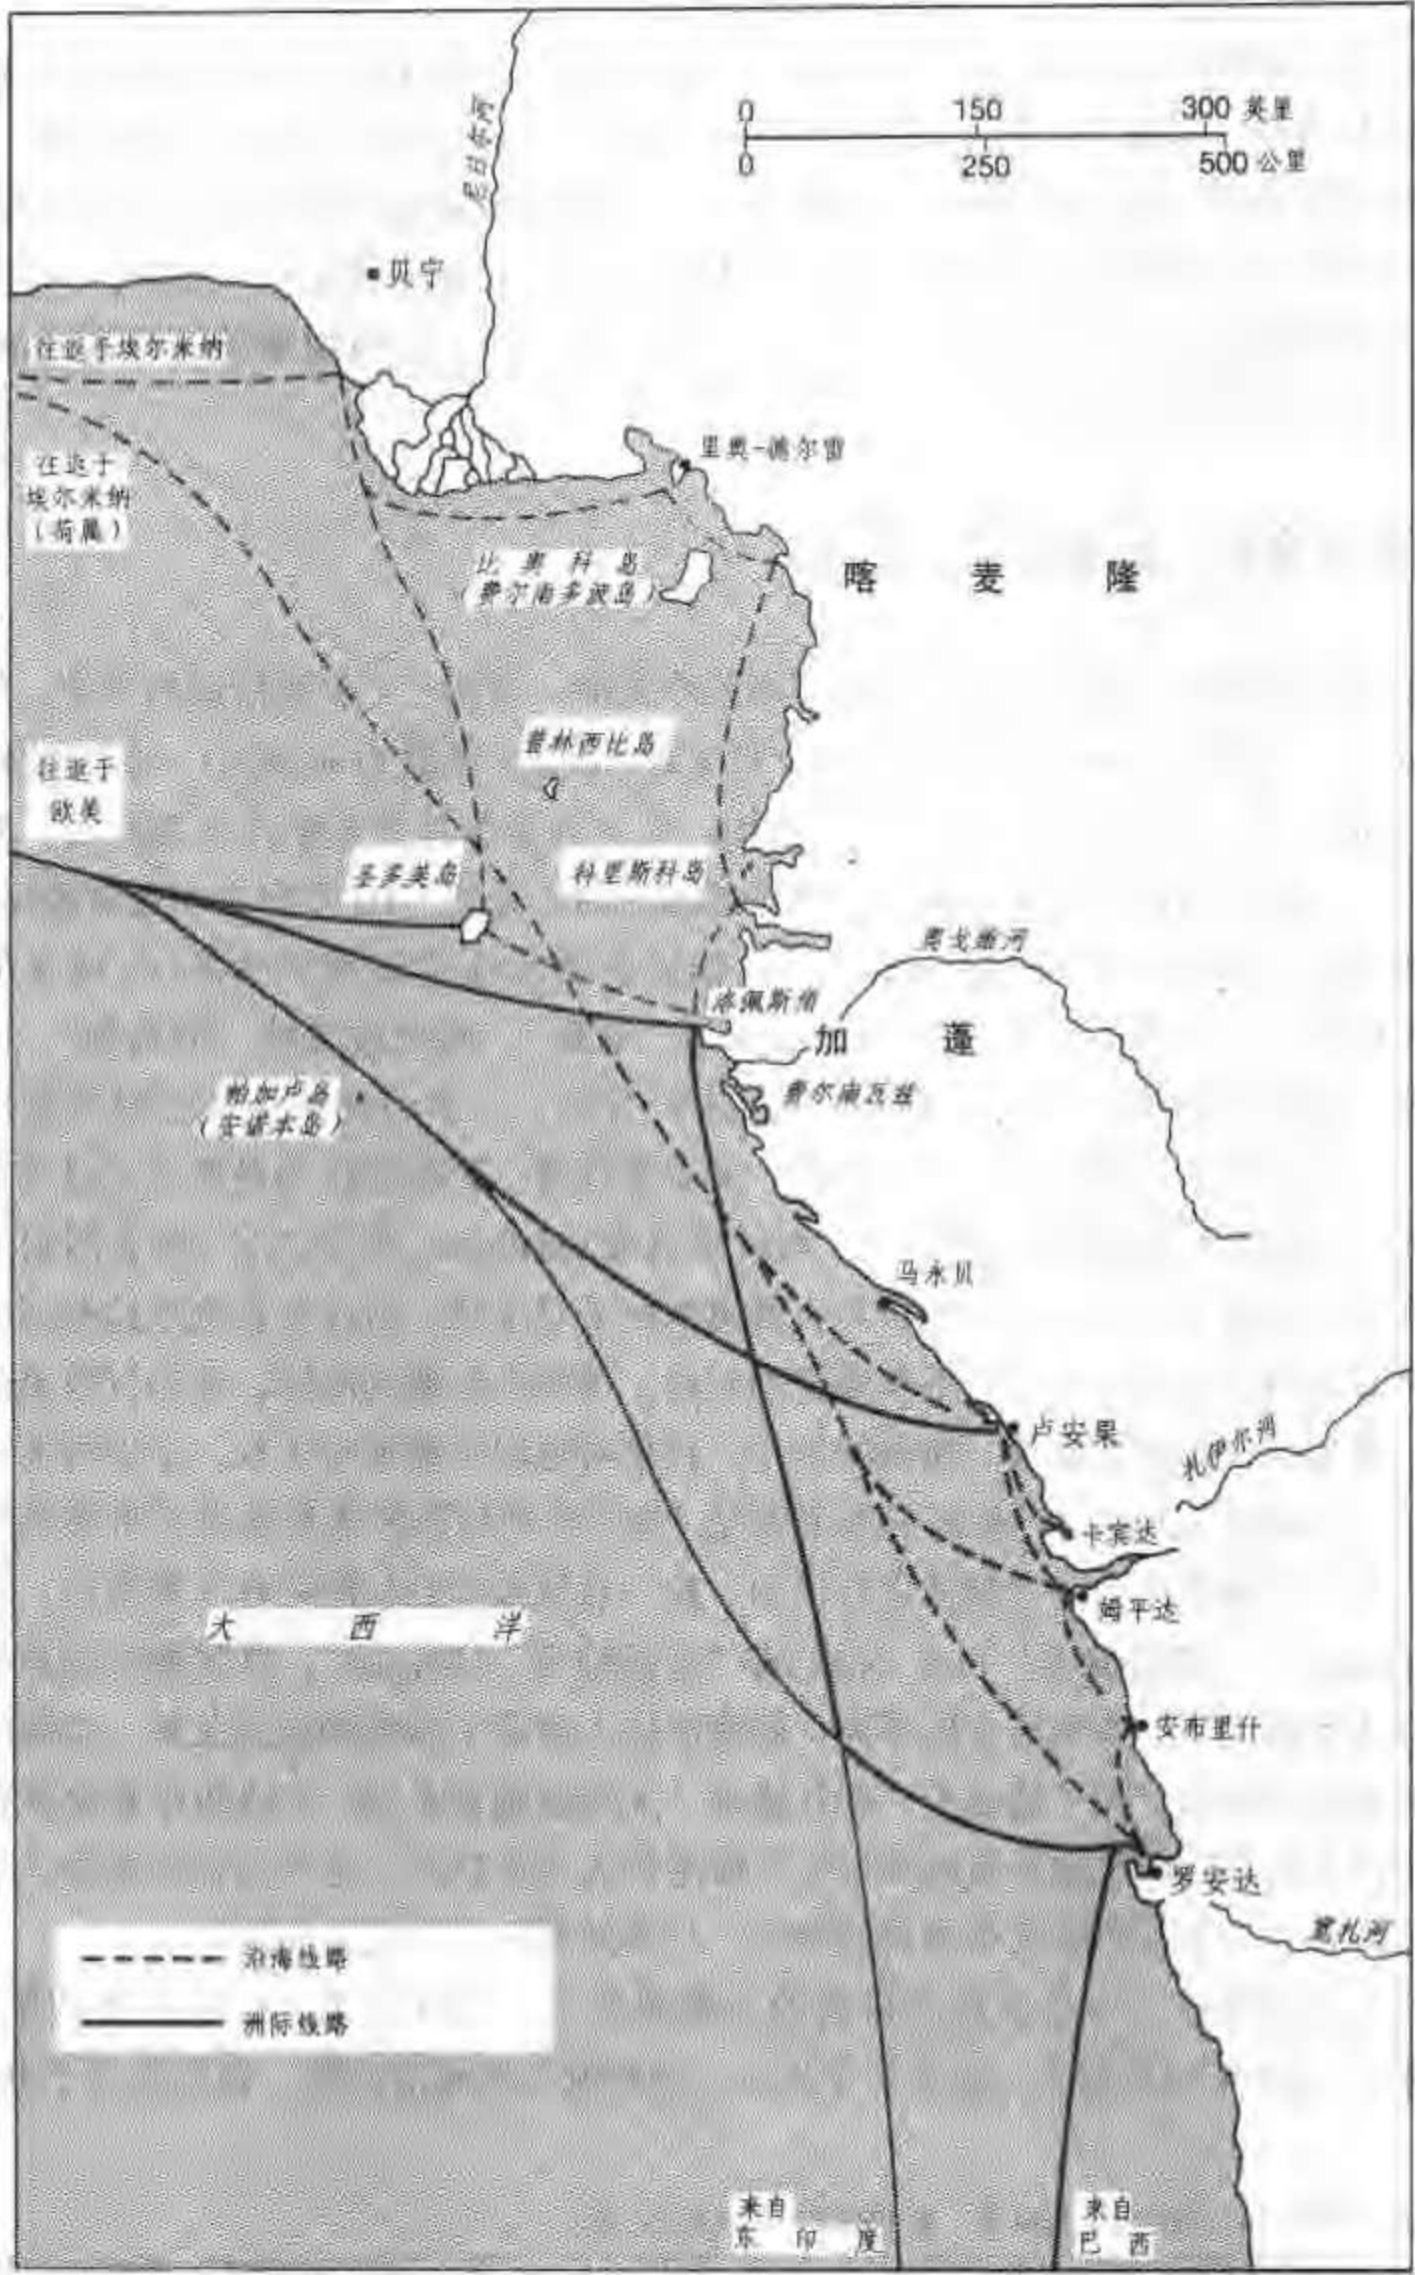 0 150 300 英里
0 250 500 公里
尼日尔河
贝宁
往返于埃尔米纳
里奥-德尔雷
往返于
埃尔米纳
(荷属)
比奥科岛
(费尔南多波岛)
喀麦隆
普林西比岛
往返于
欧美
圣多美岛
科里斯科岛
奥戈维河
洛佩斯角
加蓬
帕加卢岛
(安诺本岛)
费尔南瓦兹
马永贝
卢安果
扎伊尔河
卡宾达
姆平达
大西洋
安布里什
罗安达
宽扎河
沿海线路
洲际线路
来自
东印度
来自
巴西